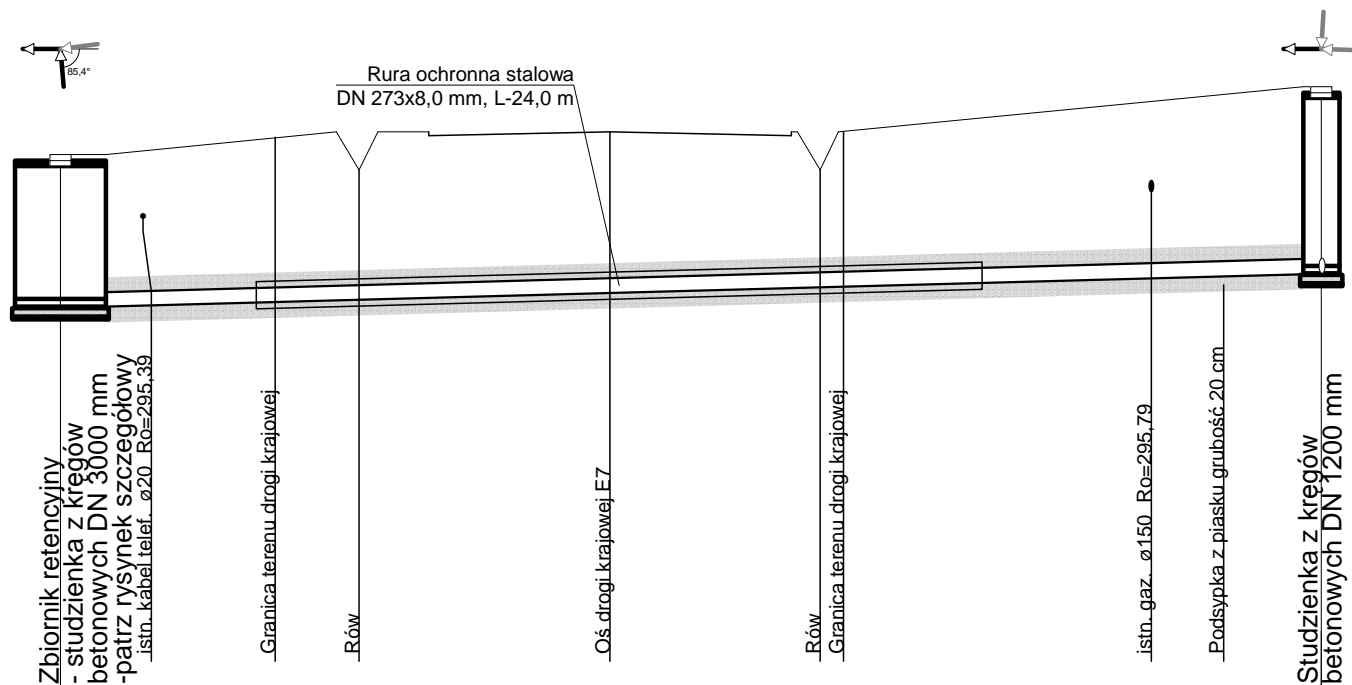 85,4°
Rura ochronna stalowa
DN 273x8,0 mm, L-24,0 m
Zbiornik retencyjny
- studzienka z kręgów
betonowych DN 3000 mm
-patrz rysynek szczegółowy
istn. kabel telef. ø20 Ro=295,39
Granica terenu drogi krajowej
Rów
Oś drogi krajowej E7
Rów
Granica terenu drogi krajowej
istn. gaz. ø150 Ro=295,79
Podsypka z piasku grubość 20 cm
Studzienka z kręgów
betonowych DN 1200 mm